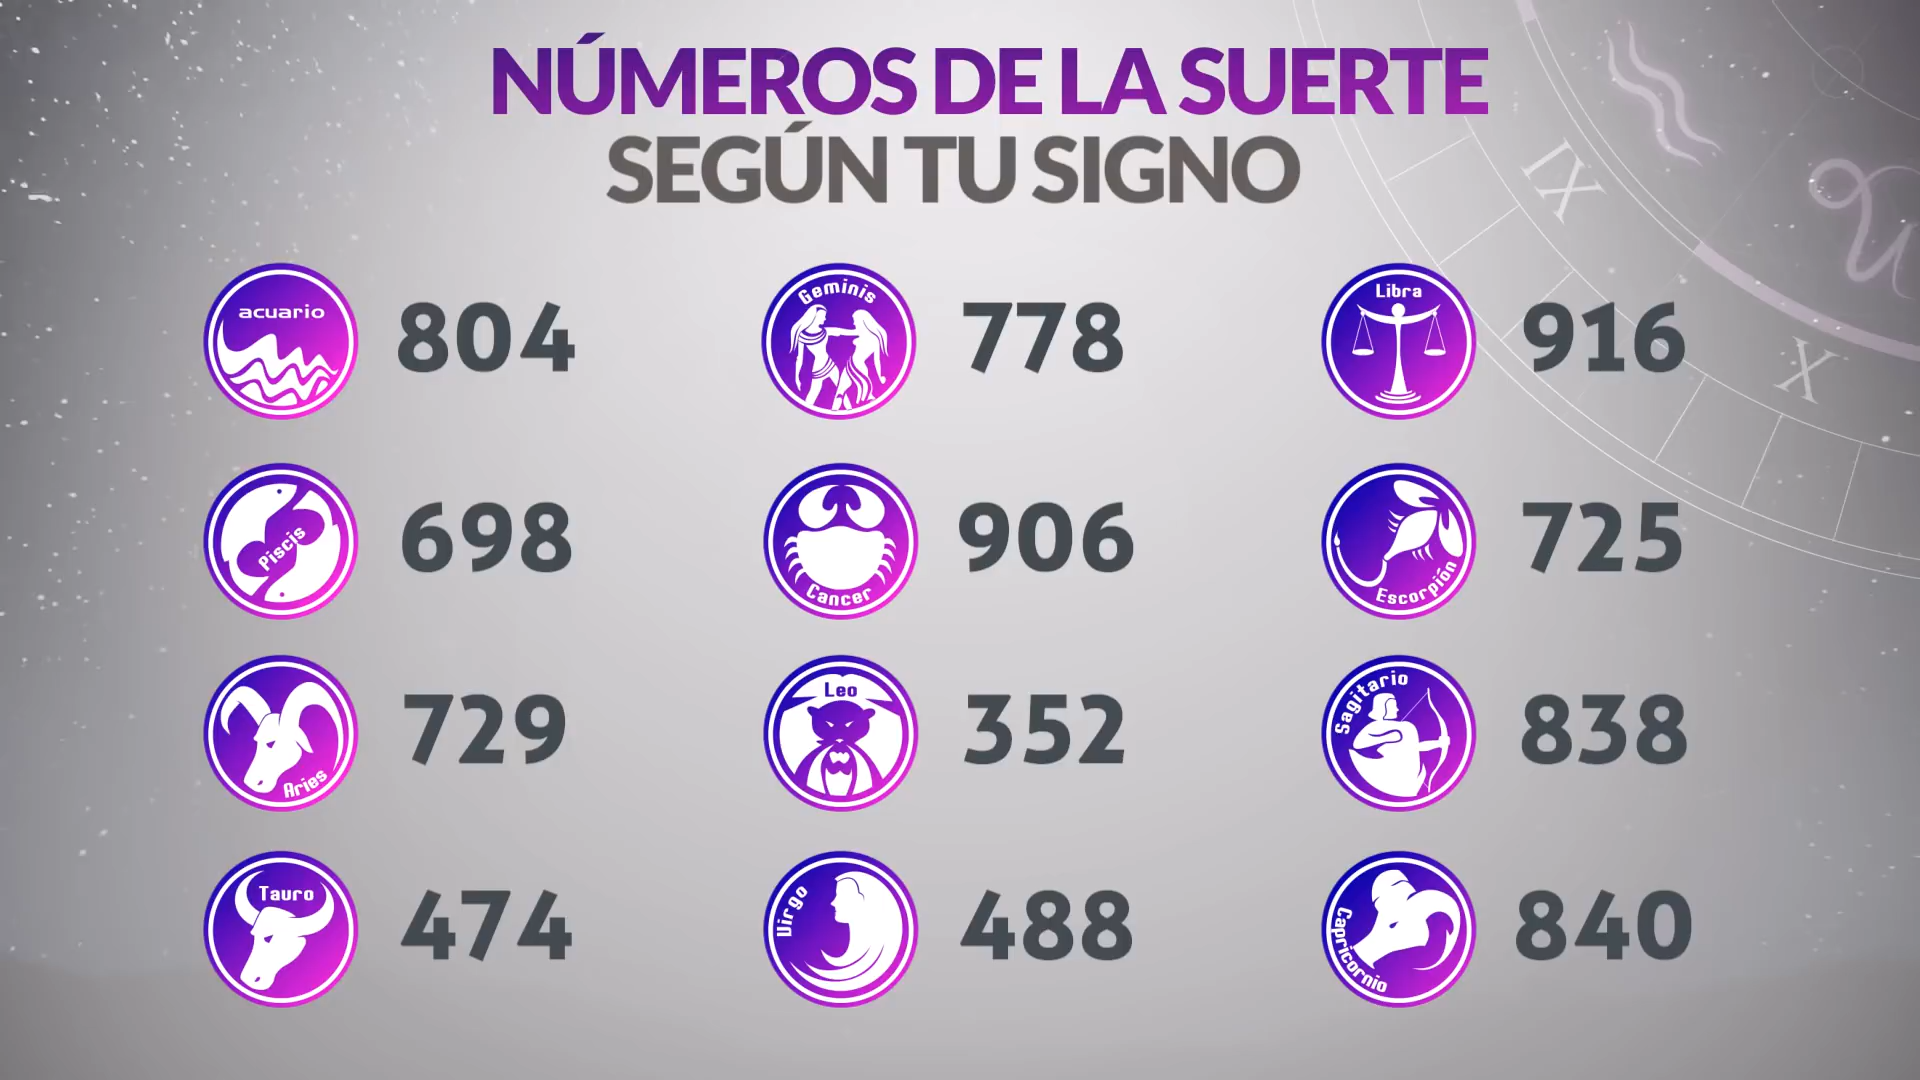 NÚMEROS DE LA SUERTE
SEGÚN TU SIGNO
acuario 804
Geminis 778
Libra 916
Piscis 698
Cancer 906
Escorpión 725
Aries 729
Leo 352
Sagitario 838
Tauro 474
Virgo 488
Capricornio 840
IX
X